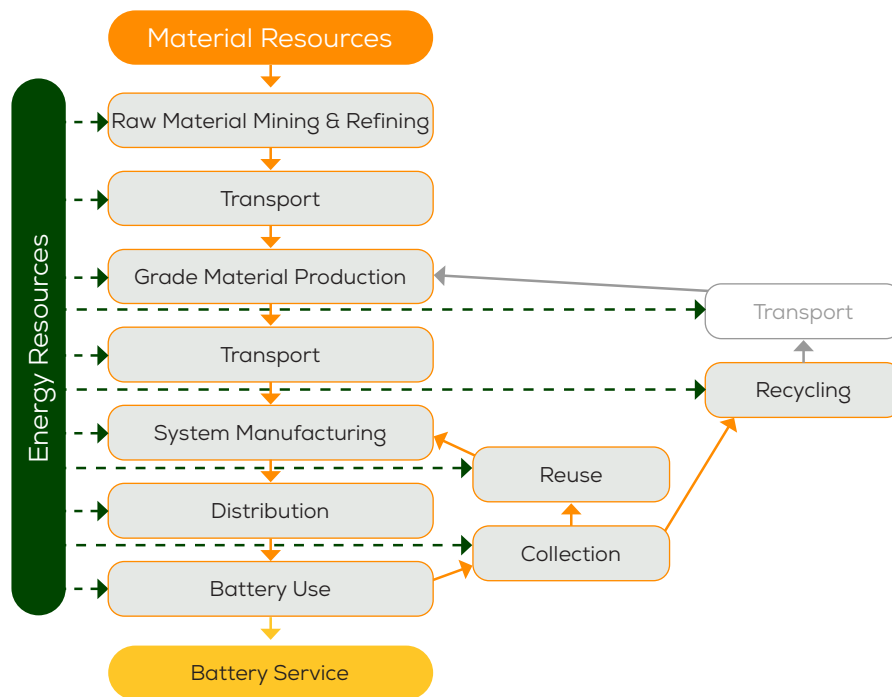 Material Resources
Energy Resources
Raw Material Mining & Refining
Transport
Grade Material Production
Transport
Transport
Recycling
System Manufacturing
Reuse
Distribution
Collection
Battery Use
Battery Service